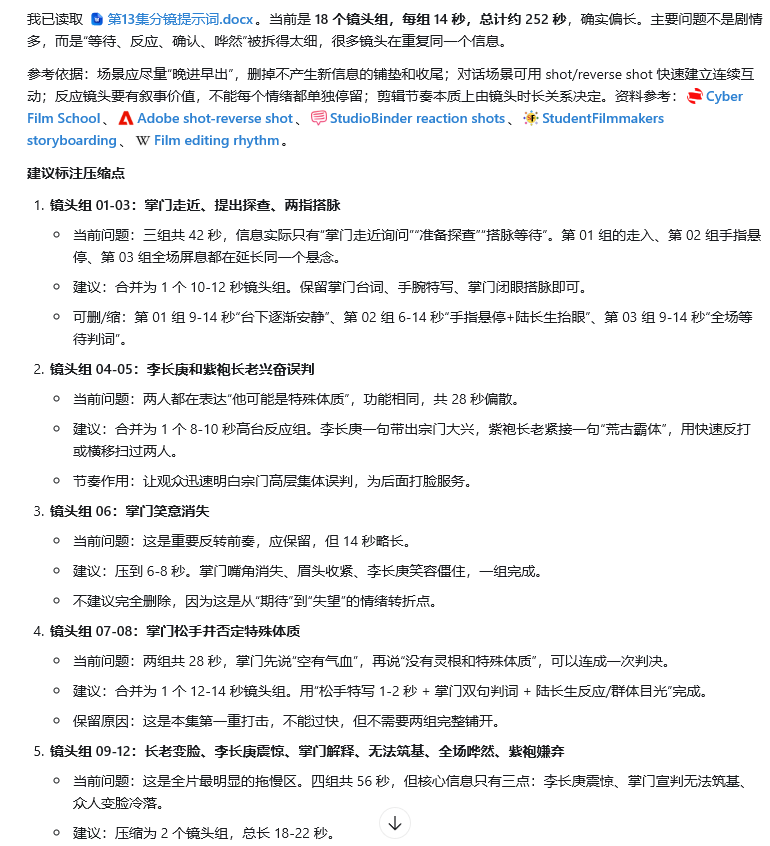 我已读取 第13集分镜提示词.docx。当前是 18 个镜头组，每组 14 秒，总计约 252 秒，确实偏长。主要问题不是剧情
多，而是“等待、反应、确认、哗然”被拆得太细，很多镜头在重复同一个信息。
参考依据：场景应尽量“晚进早出”，删掉不产生新信息的铺垫和收尾；对话场景可用 shot/reverse shot 快速建立连续互
动；反应镜头要有叙事价值，不能每个情绪都单独停留；剪辑节奏本质上由镜头时长关系决定。资料参考： Cyber
Film School、 Adobe shot-reverse shot、 StudioBinder reaction shots、 StudentFilmmakers
storyboarding、 W Film editing rhythm。
建议标注压缩点
1. 镜头组 01-03：掌门走近、提出探查、两指搭脉
当前问题：三组共 42 秒，信息实际只有“掌门走近询问”“准备探查”“搭脉等待”。第 01 组的走入、第 02 组手指悬
停、第 03 组全场屏息都在延长同一个悬念。
建议：合并为 1 个 10-12 秒镜头组。保留掌门台词、手腕特写、掌门闭眼搭脉即可。
可删/缩：第 01 组 9-14 秒“台下逐渐安静”、第 02 组 6-14 秒“手指悬停+陆长生抬眼”、第 03 组 9-14 秒“全场等
待判词”。
2. 镜头组 04-05：李长庚和紫袍长老兴奋误判
当前问题：两人都在表达“他可能是特殊体质”，功能相同，共 28 秒偏散。
建议：合并为 1 个 8-10 秒高台反应组。李长庚一句带出宗门大兴，紫袍长老紧接一句“荒古霸体”，用快速反打
或横移扫过两人。
节奏作用：让观众迅速明白宗门高层集体误判，为后面打脸服务。
3. 镜头组 06：掌门笑意消失
当前问题：这是重要反转前奏，应保留，但 14 秒略长。
建议：压到 6-8 秒。掌门嘴角消失、眉头收紧、李长庚笑容僵住，一组完成。
不建议完全删除，因为这是从“期待”到“失望”的情绪转折点。
4. 镜头组 07-08：掌门松手并否定特殊体质
当前问题：两组共 28 秒，掌门先说“空有气血”，再说“没有灵根和特殊体质”，可以连成一次判决。
建议：合并为 1 个 12-14 秒镜头组。用“松手特写 1-2 秒 + 掌门双句判词 + 陆长生反应/群体目光”完成。
保留原因：这是本集第一重打击，不能过快，但不需要两组完整铺开。
5. 镜头组 09-12：长老变脸、李长庚震惊、掌门解释、无法筑基、全场哗然、紫袍嫌弃
当前问题：这是全片最明显的拖慢区。四组共 56 秒，但核心信息只有三点：李长庚震惊、掌门宣判无法筑基、
众人变脸冷落。
建议：压缩为 2 个镜头组，总长 18-22 秒。